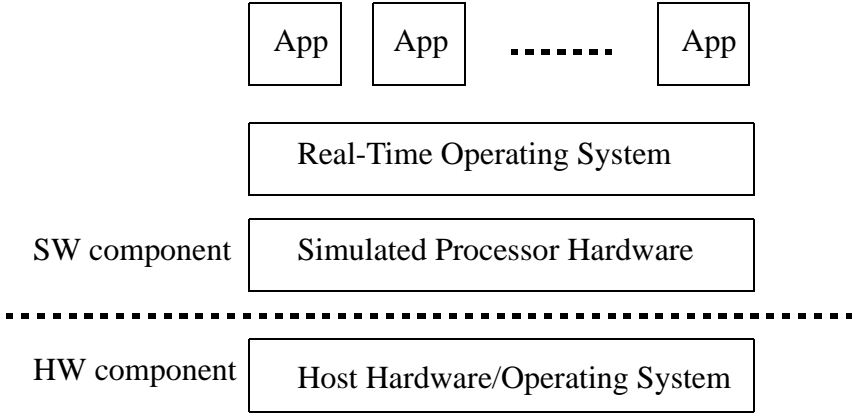 App App App
Real-Time Operating System
SW component Simulated Processor Hardware
HW component Host Hardware/Operating System